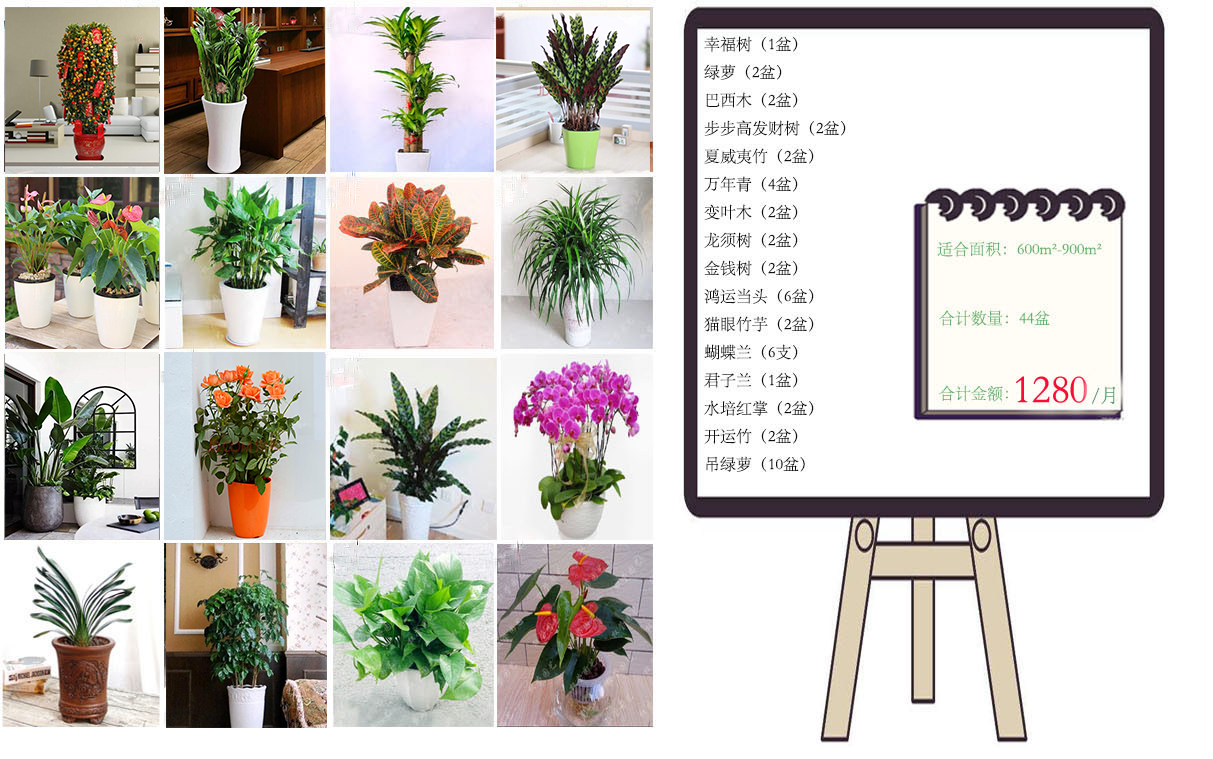 幸福树（1盆）
绿萝（2盆）
巴西木（2盆）
步步高发财树（2盆）
夏威夷竹（2盆）
万年青（4盆）
变叶木（2盆）
龙须树（2盆）
金钱树（2盆）
鸿运当头（6盆）
猫眼竹芋（2盆）
蝴蝶兰（6支）
君子兰（1盆）
水培红掌（2盆）
开运竹（2盆）
吊绿萝（10盆）
适合面积：600m²-900m²
合计数量：44盆
合计金额：1280/月